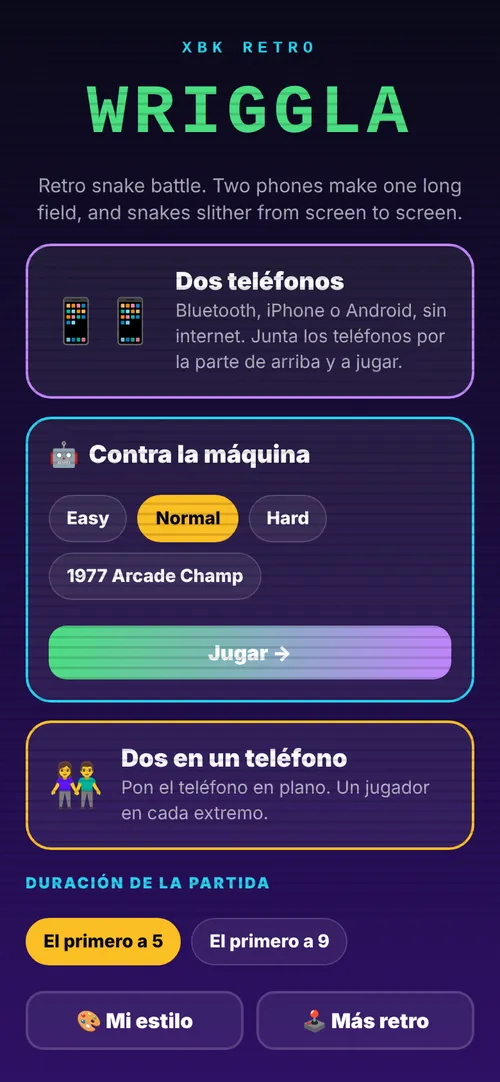 XBK RETRO
WRIGGLA
Retro snake battle. Two phones make one long
field, and snakes slither from screen to screen.
Dos teléfonos
Bluetooth, iPhone o Android, sin
internet. Junta los teléfonos por
la parte de arriba y a jugar.
Contra la máquina
Easy
Normal
Hard
1977 Arcade Champ
Jugar →
Dos en un teléfono
Pon el teléfono en plano. Un jugador
en cada extremo.
DURACIÓN DE LA PARTIDA
El primero a 5
El primero a 9
Mi estilo
Más retro